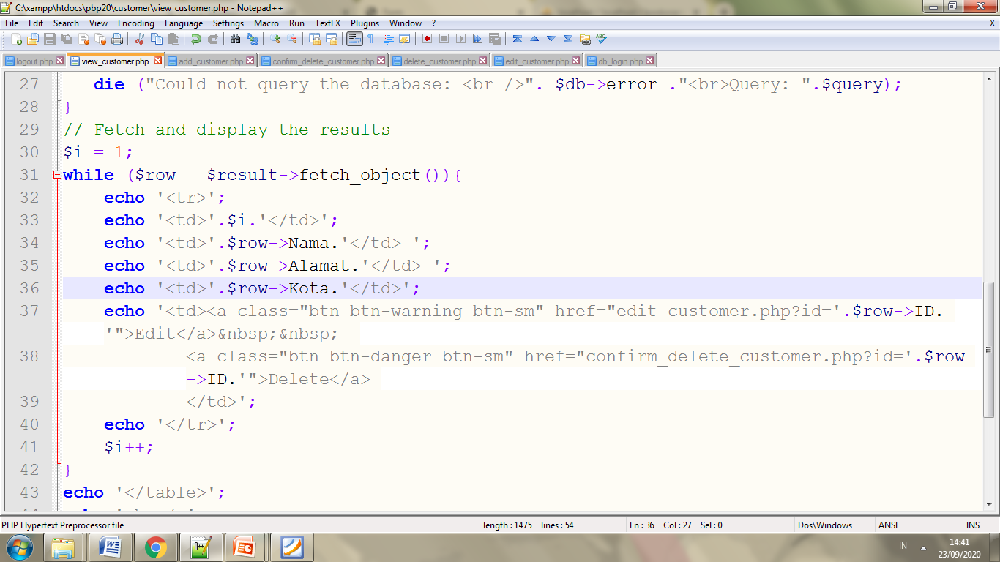 C:\xampp\htdocs\pbp20\customer\view_customer.php - Notepad++
File Edit Search View Encoding Language Settings Macro Run TextFX Plugins Window ? X
logout.php view_customer.php add_customer.php confirm_delete_customer.php delete_customer.php edit_customer.php db_login.php
27 die ("Could not query the database: <br />". $db->error ."<br>Query: ".$query);
28 }
29 // Fetch and display the results
30 $i = 1;
31 while ($row = $result->fetch_object()){
32 echo '<tr>';
33 echo '<td>'.$i.'</td>';
34 echo '<td>'.$row->Nama.'</td> ';
35 echo '<td>'.$row->Alamat.'</td> ';
36 echo '<td>'.$row->Kota.'</td>';
37 echo '<td><a class="btn btn-warning btn-sm" href="edit_customer.php?id='.$row->ID.
'">Edit</a>&nbsp;&nbsp;
38 <a class="btn btn-danger btn-sm" href="confirm_delete_customer.php?id='.$row
->ID.'">Delete</a>
39 </td>';
40 echo '</tr>';
41 $i++;
42 }
43 echo '</table>';
PHP Hypertext Preprocessor file length : 1475 lines : 54 Ln : 36 Col : 27 Sel : 0 Dos\Windows ANSI INS
IN 14:41
23/09/2020